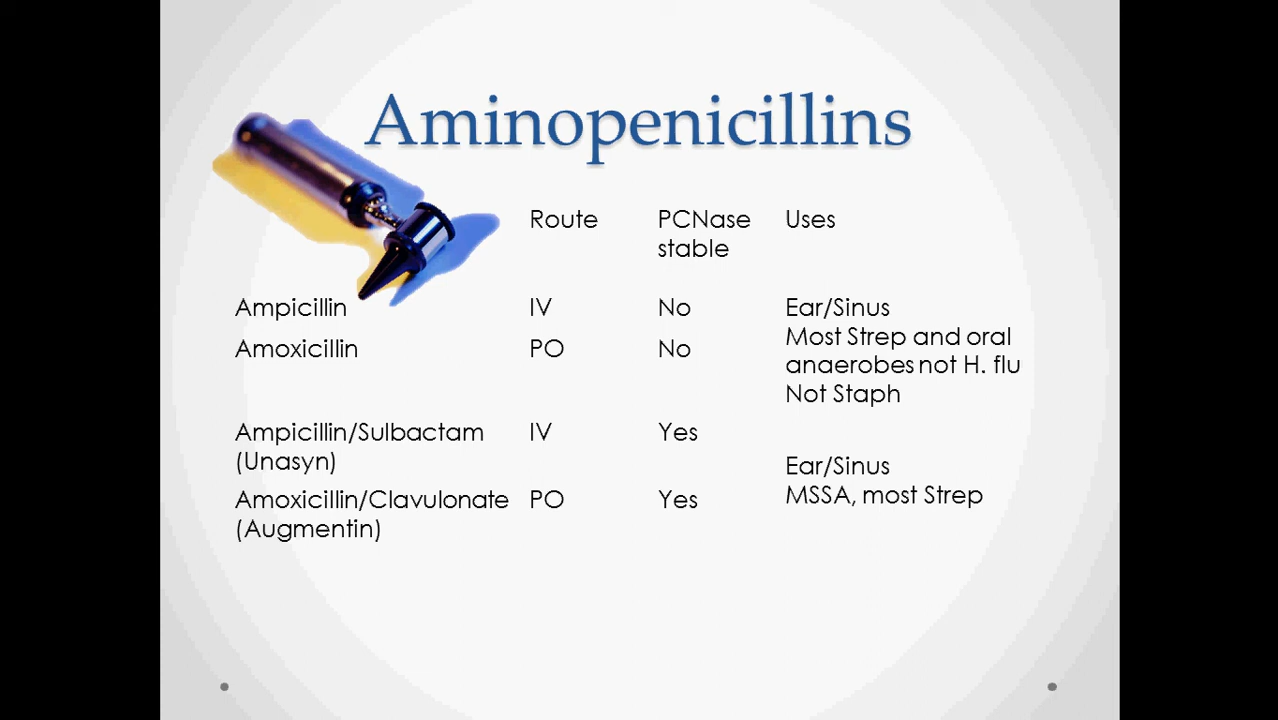 Aminopenicillins
Route PCNase Uses
stable
Ampicillin IV No Ear/Sinus
Most Strep and oral
Amoxicillin PO No
anaerobes not H. flu
Not Staph
Ampicillin/Sulbactam IV Yes
(Unasyn)
Ear/Sinus
MSSA, most Strep
Amoxicillin/Clavulonate PO Yes
(Augmentin)